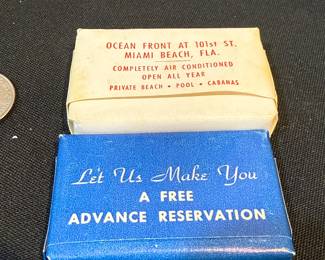 OCEAN FRONT AT 101st ST.
MIAMI BEACH, FLA.
COMPLETELY AIR CONDITIONED
OPEN ALL YEAR
PRIVATE BEACH • POOL • CABANAS
Let Us Make You
A FREE
ADVANCE RESERVATION